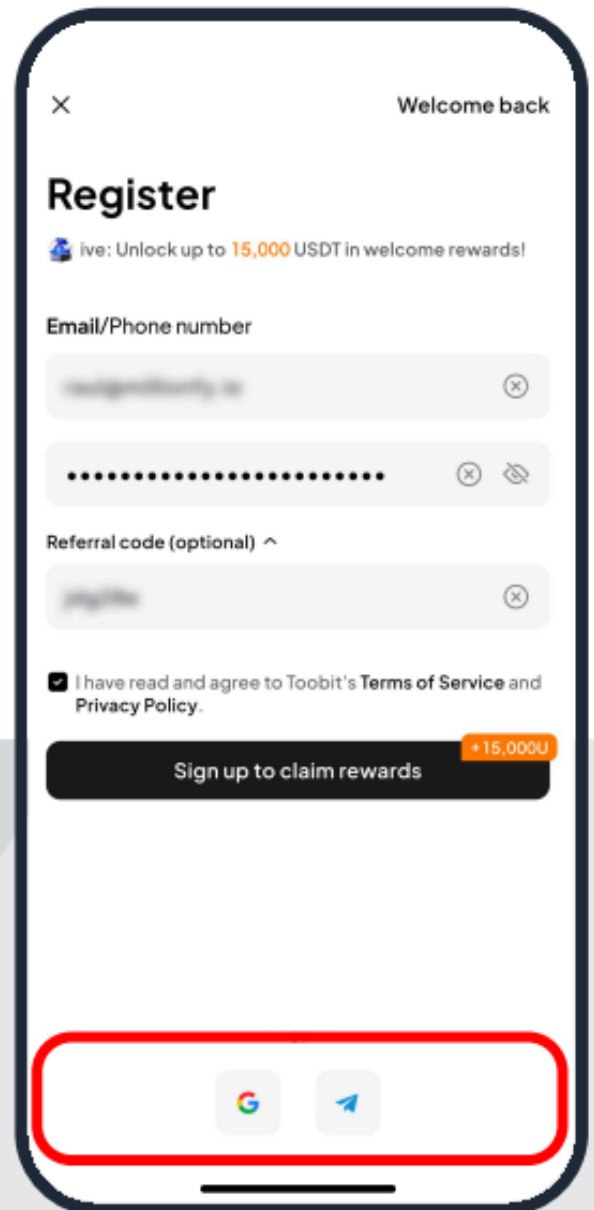 Welcome back
Register
ive: Unlock up to 15,000 USDT in welcome rewards!
Email/Phone number
Referral code (optional)
I have read and agree to Toobit's Terms of Service and
Privacy Policy.
+15,000U
Sign up to claim rewards